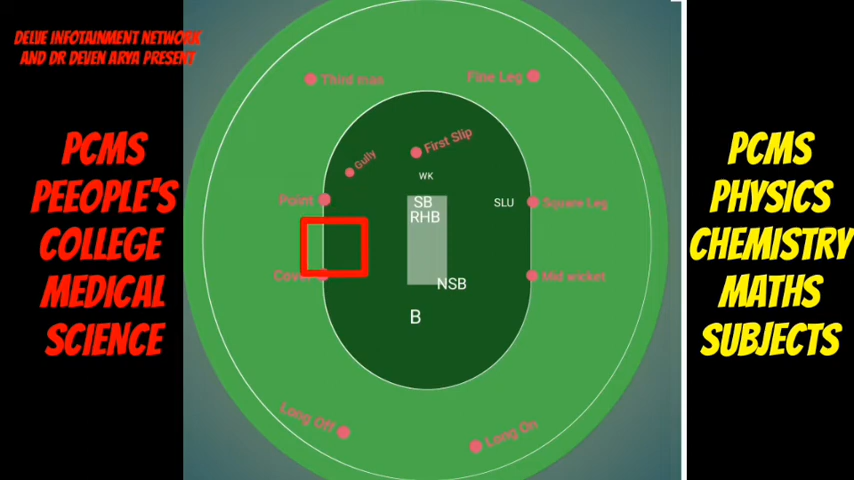 DELVE INFOTAINMENT NETWORK
AND DR DEVEN ARYA PRESENT
PCMS
PEEOPLE'S
COLLEGE
MEDICAL
SCIENCE
Third man
Fine Leg
First Slip
Gully
WK
Point
SB
RHB
SLU
Square Leg
Cover
Mid wicket
NSB
B
Long Off
Long On
PCMS
PHYSICS
CHEMISTRY
MATHS
SUBJECTS